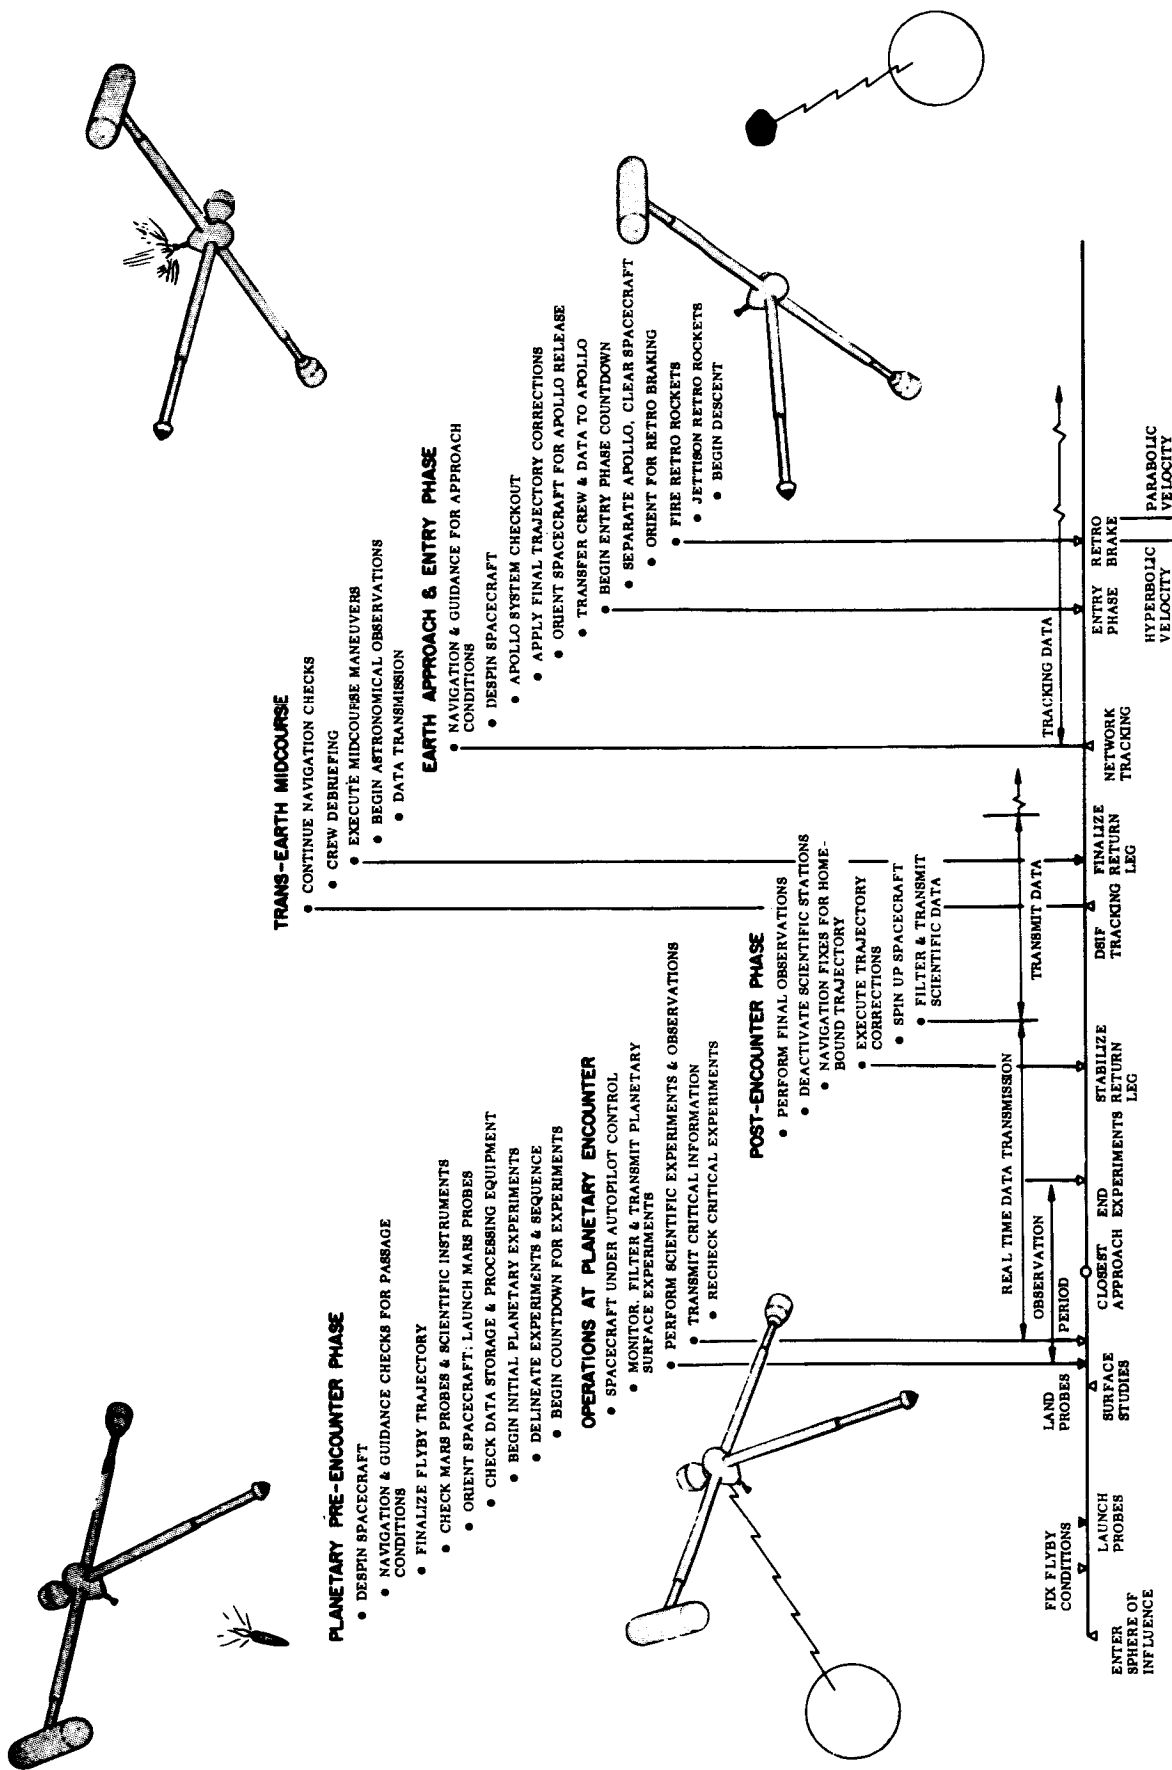 PLANETARY PRE-ENCOUNTER PHASE
• DESPIN SPACECRAFT
• NAVIGATION & GUIDANCE CHECKS FOR PASSAGE
CONDITIONS
• FINALIZE FLYBY TRAJECTORY
• CHECK MARS PROBES & SCIENTIFIC INSTRUMENTS
• ORIENT SPACECRAFT; LAUNCH MARS PROBES
• CHECK DATA STORAGE & PROCESSING EQUIPMENT
• BEGIN INITIAL PLANETARY EXPERIMENTS
• DELINEATE EXPERIMENTS & SEQUENCE
• BEGIN COUNTDOWN FOR EXPERIMENTS
OPERATIONS AT PLANETARY ENCOUNTER
• SPACECRAFT UNDER AUTOPILOT CONTROL
• MONITOR, FILTER & TRANSMIT PLANETARY
SURFACE EXPERIMENTS
• PERFORM SCIENTIFIC EXPERIMENTS & OBSERVATIONS
• TRANSMIT CRITICAL INFORMATION
• RECHECK CRITICAL EXPERIMENTS
POST-ENCOUNTER PHASE
• PERFORM FINAL OBSERVATIONS
• DEACTIVATE SCIENTIFIC STATIONS
• NAVIGATION FIXES FOR HOME-
BOUND TRAJECTORY
• EXECUTE TRAJECTORY
CORRECTIONS
• SPIN UP SPACECRAFT
• FILTER & TRANSMIT
SCIENTIFIC DATA
TRANS-EARTH MIDCOURSE
• CONTINUE NAVIGATION CHECKS
• CREW DEBRIEFING
• EXECUTE MIDCOURSE MANEUVERS
• BEGIN ASTRONOMICAL OBSERVATIONS
• DATA TRANSMISSION
EARTH APPROACH & ENTRY PHASE
• NAVIGATION & GUIDANCE FOR APPROACH
CONDITIONS
• DESPIN SPACECRAFT
• APOLLO SYSTEM CHECKOUT
• APPLY FINAL TRAJECTORY CORRECTIONS
• ORIENT SPACECRAFT FOR APOLLO RELEASE
• TRANSFER CREW & DATA TO APOLLO
• BEGIN ENTRY PHASE COUNTDOWN
• SEPARATE APOLLO, CLEAR SPACECRAFT
• ORIENT FOR RETRO BRAKING
• FIRE RETRO ROCKETS
• JETTISON RETRO ROCKETS
• BEGIN DESCENT
REAL TIME DATA TRANSMISSION
TRANSMIT DATA
TRACKING DATA
OBSERVATION
PERIOD
ENTER
SPHERE OF
INFLUENCE
FIX FLYBY
CONDITIONS
LAUNCH
PROBES
LAND
PROBES
SURFACE
STUDIES
CLOSEST
APPROACH
END
EXPERIMENTS
STABILIZE
RETURN
LEG
DSIF
TRACKING
FINALIZE
RETURN
LEG
NETWORK
TRACKING
ENTRY
PHASE
RETRO
BRAKE
HYPERBOLIC
VELOCITY
PARABOLIC
VELOCITY